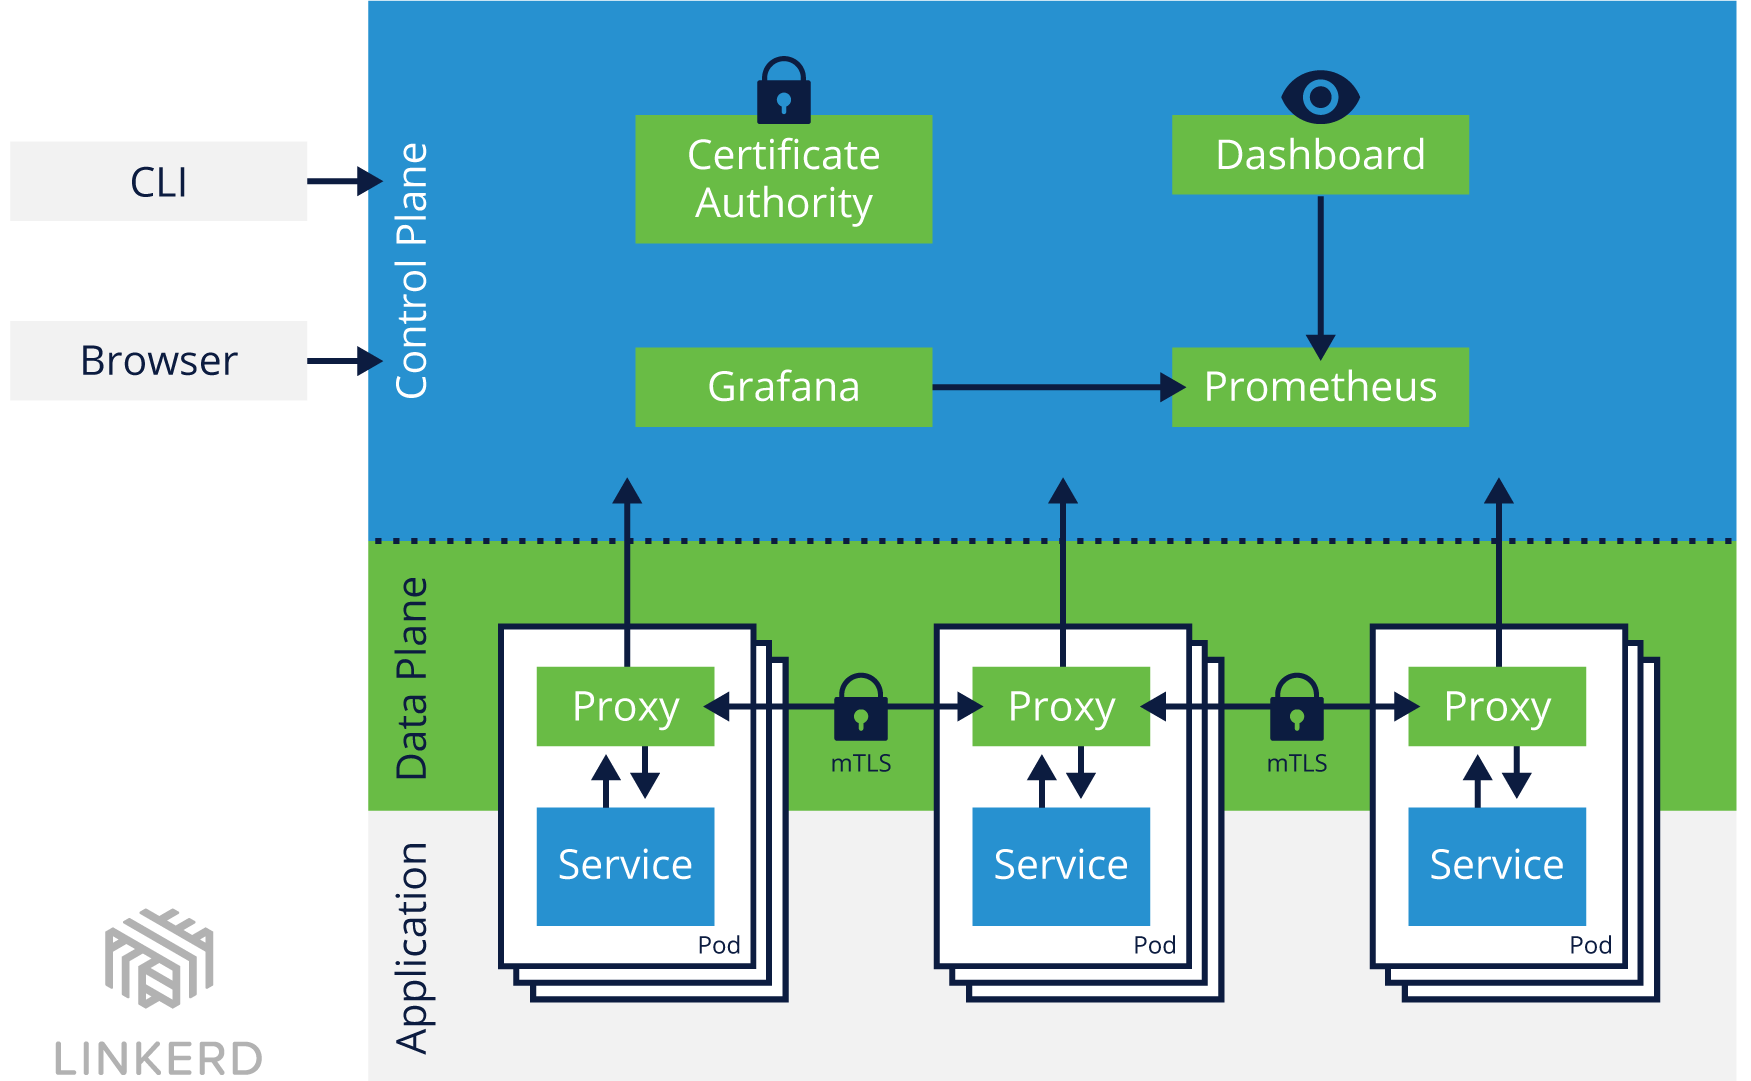 CLI
Browser
Control Plane
Certificate
Authority
Dashboard
Grafana
Prometheus
Data Plane
Proxy
mTLS
Proxy
mTLS
Proxy
Application
Service
Pod
Service
Pod
Service
Pod
LINKERD